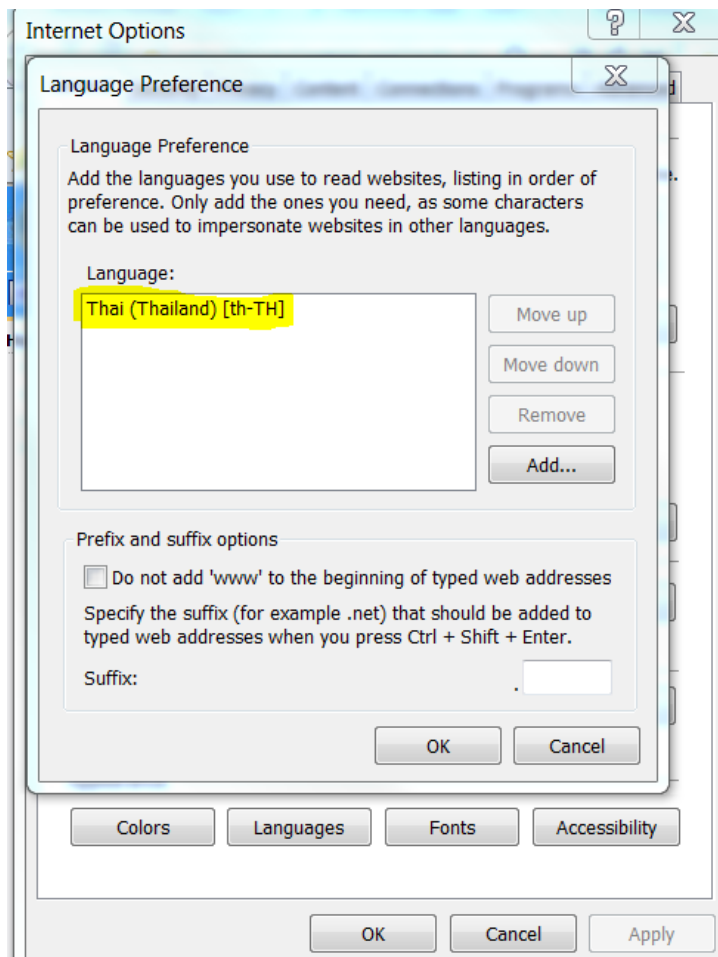 Internet Options
Language Preference
Language Preference
Add the languages you use to read websites, listing in order of
preference. Only add the ones you need, as some characters
can be used to impersonate websites in other languages.
Language:
Thai (Thailand) [th-TH]
Move up
Move down
Remove
Add...
Prefix and suffix options
Do not add 'www' to the beginning of typed web addresses
Specify the suffix (for example .net) that should be added to
typed web addresses when you press Ctrl + Shift + Enter.
Suffix:
.
OK Cancel
Colors Languages Fonts Accessibility
OK Cancel Apply